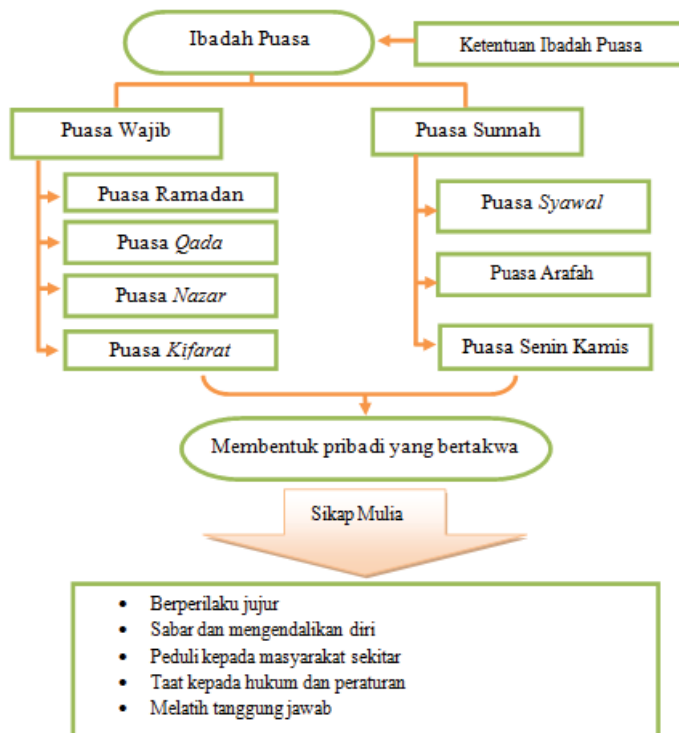 Ibadah Puasa
Ketentuan Ibadah Puasa
Puasa Wajib
Puasa Ramadan
Puasa Qada
Puasa Nazar
Puasa Kifarat
Puasa Sunnah
Puasa Syawal
Puasa Arafah
Puasa Senin Kamis
Membentuk pribadi yang bertakwa
Sikap Mulia
• Berperilaku jujur
• Sabar dan mengendalikan diri
• Peduli kepada masyarakat sekitar
• Taat kepada hukum dan peraturan
• Melatih tanggung jawab